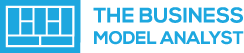 THE BUSINESS
MODEL ANALYST